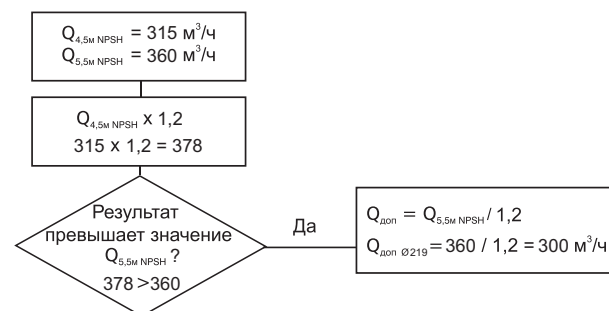 Q4,5м NPSH = 315 м³/ч
Q5,5м NPSH = 360 м³/ч
Q4,5м NPSH x 1,2
315 x 1,2 = 378
Результат
превышает значение
Q5,5м NPSH ?
378 >360
Да
Qдоп = Q5,5м NPSH / 1,2
Qдоп Ø219 = 360 / 1,2 = 300 м³/ч